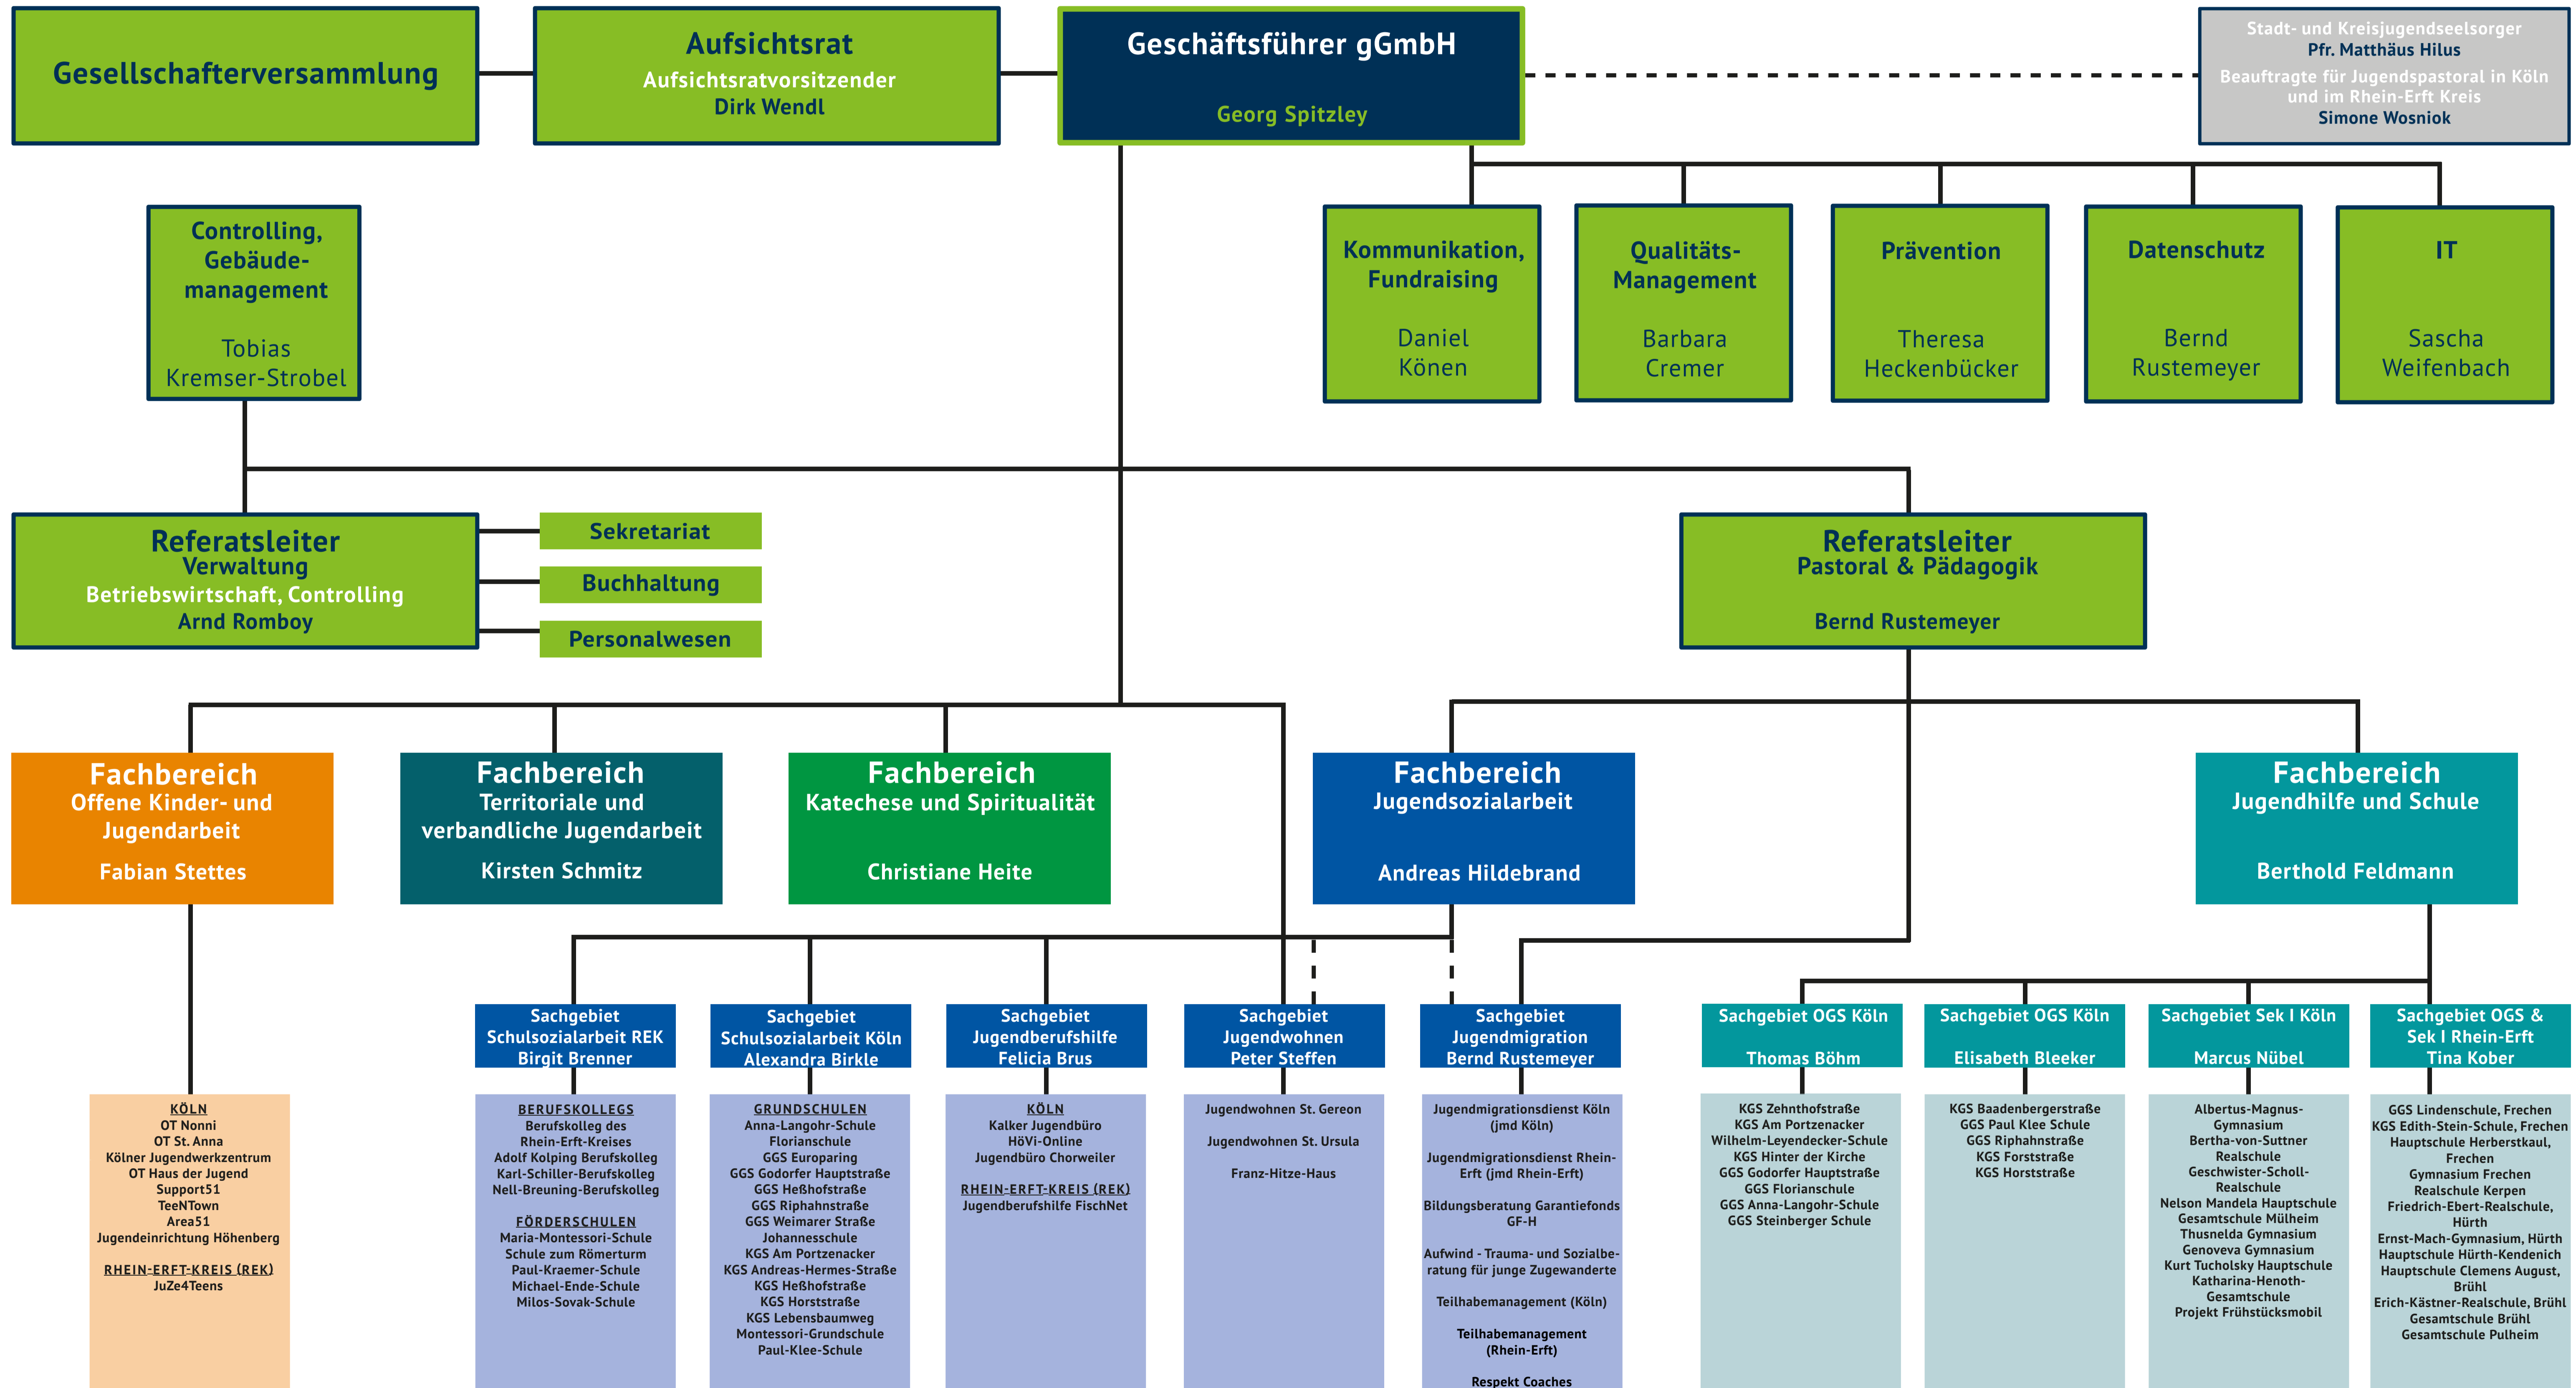 Gesellschafterversammlung
Aufsichtsrat
Aufsichtsratvorsitzender
Dirk Wendl
Geschäftsführer gGmbH
Georg Spitzley
Stadt- und Kreisjugendseelsorger
Pfr. Matthäus Hilus
Beauftragte für Jugendspastoral in Köln
und im Rhein-Erft Kreis
Simone Wosniok
Controlling,
Gebäude-
management
Tobias
Kremser-Strobel
Kommunikation,
Fundraising
Daniel
Könen
Qualitäts-
Management
Barbara
Cremer
Prävention
Theresa
Heckenbücker
Datenschutz
Bernd
Rustemeyer
IT
Sascha
Weifenbach
Referatsleiter
Verwaltung
Betriebswirtschaft, Controlling
Arnd Romboy
Sekretariat
Buchhaltung
Personalwesen
Referatsleiter
Pastoral & Pädagogik
Bernd Rustemeyer
Fachbereich
Offene Kinder- und
Jugendarbeit
Fabian Stettes
Fachbereich
Territoriale und
verbandliche Jugendarbeit
Kirsten Schmitz
Fachbereich
Katechese und Spiritualität
Christiane Heite
Fachbereich
Jugendsozialarbeit
Andreas Hildebrand
Fachbereich
Jugendhilfe und Schule
Berthold Feldmann
Sachgebiet
Schulsozialarbeit REK
Birgit Brenner
Sachgebiet
Schulsozialarbeit Köln
Alexandra Birkle
Sachgebiet
Jugendberufshilfe
Felicia Brus
Sachgebiet
Jugendwohnen
Peter Steffen
Sachgebiet
Jugendmigration
Bernd Rustemeyer
Sachgebiet OGS Köln
Thomas Böhm
Sachgebiet OGS Köln
Elisabeth Bleeker
Sachgebiet Sek I Köln
Marcus Nübel
Sachgebiet OGS &
Sek I Rhein-Erft
Tina Kober
KÖLN
OT Nonni
OT St. Anna
Kölner Jugendwerkzentrum
OT Haus der Jugend
Support51
TeeNTown
Area51
Jugendeinrichtung Höhenberg
RHEIN-ERFT-KREIS (REK)
JuZe4Teens
BERUFSKOLLEGS
Berufskolleg des
Rhein-Erft-Kreises
Adolf Kolping Berufskolleg
Karl-Schiller-Berufskolleg
Nell-Breuning-Berufskolleg
FÖRDERSCHULEN
Maria-Montessori-Schule
Schule zum Römerturm
Paul-Kraemer-Schule
Michael-Ende-Schule
Milos-Sovak-Schule
GRUNDSCHULEN
Anna-Langohr-Schule
Florianschule
GGS Europaring
GGS Godorfer Hauptstraße
GGS Heßhofstraße
GGS Riphahnstraße
GGS Weimarer Straße
Johannesschule
KGS Am Portzenacker
KGS Andreas-Hermes-Straße
KGS Heßhofstraße
KGS Horststraße
KGS Lebensbaumweg
Montessori-Grundschule
Paul-Klee-Schule
KÖLN
Kalker Jugendbüro
HöVi-Online
Jugendbüro Chorweiler
RHEIN-ERFT-KREIS (REK)
Jugendberufshilfe FischNet
Jugendwohnen St. Gereon
Jugendwohnen St. Ursula
Franz-Hitze-Haus
Jugendmigrationsdienst Köln
(jmd Köln)
Jugendmigrationsdienst Rhein-
Erft (jmd Rhein-Erft)
Bildungsberatung Garantiefonds
GF-H
Aufwind - Trauma- und Sozialbe-
ratung für junge Zugewanderte
Teilhabemanagement (Köln)
Teilhabemanagement
(Rhein-Erft)
Respekt Coaches
KGS Zehnthofstraße
KGS Am Portzenacker
Wilhelm-Leyendecker-Schule
KGS Hinter der Kirche
GGS Godorfer Hauptstraße
GGS Florianschule
GGS Anna-Langohr-Schule
GGS Steinberger Schule
KGS Baadenbergerstraße
GGS Paul Klee Schule
GGS Riphahnstraße
KGS Forststraße
KGS Horststraße
Albertus-Magnus-
Gymnasium
Bertha-von-Suttner
Realschule
Geschwister-Scholl-
Realschule
Nelson Mandela Hauptschule
Gesamtschule Mülheim
Thusnelda Gymnasium
Genoveva Gymnasium
Kurt Tucholsky Hauptschule
Katharina-Henoth-
Gesamtschule
Projekt Frühstücksmobil
GGS Lindenschule, Frechen
KGS Edith-Stein-Schule, Frechen
Hauptschule Herberstkaul,
Frechen
Gymnasium Frechen
Realschule Kerpen
Friedrich-Ebert-Realschule,
Hürth
Ernst-Mach-Gymnasium, Hürth
Hauptschule Hürth-Kendenich
Hauptschule Clemens August,
Brühl
Erich-Kästner-Realschule, Brühl
Gesamtschule Brühl
Gesamtschule Pulheim